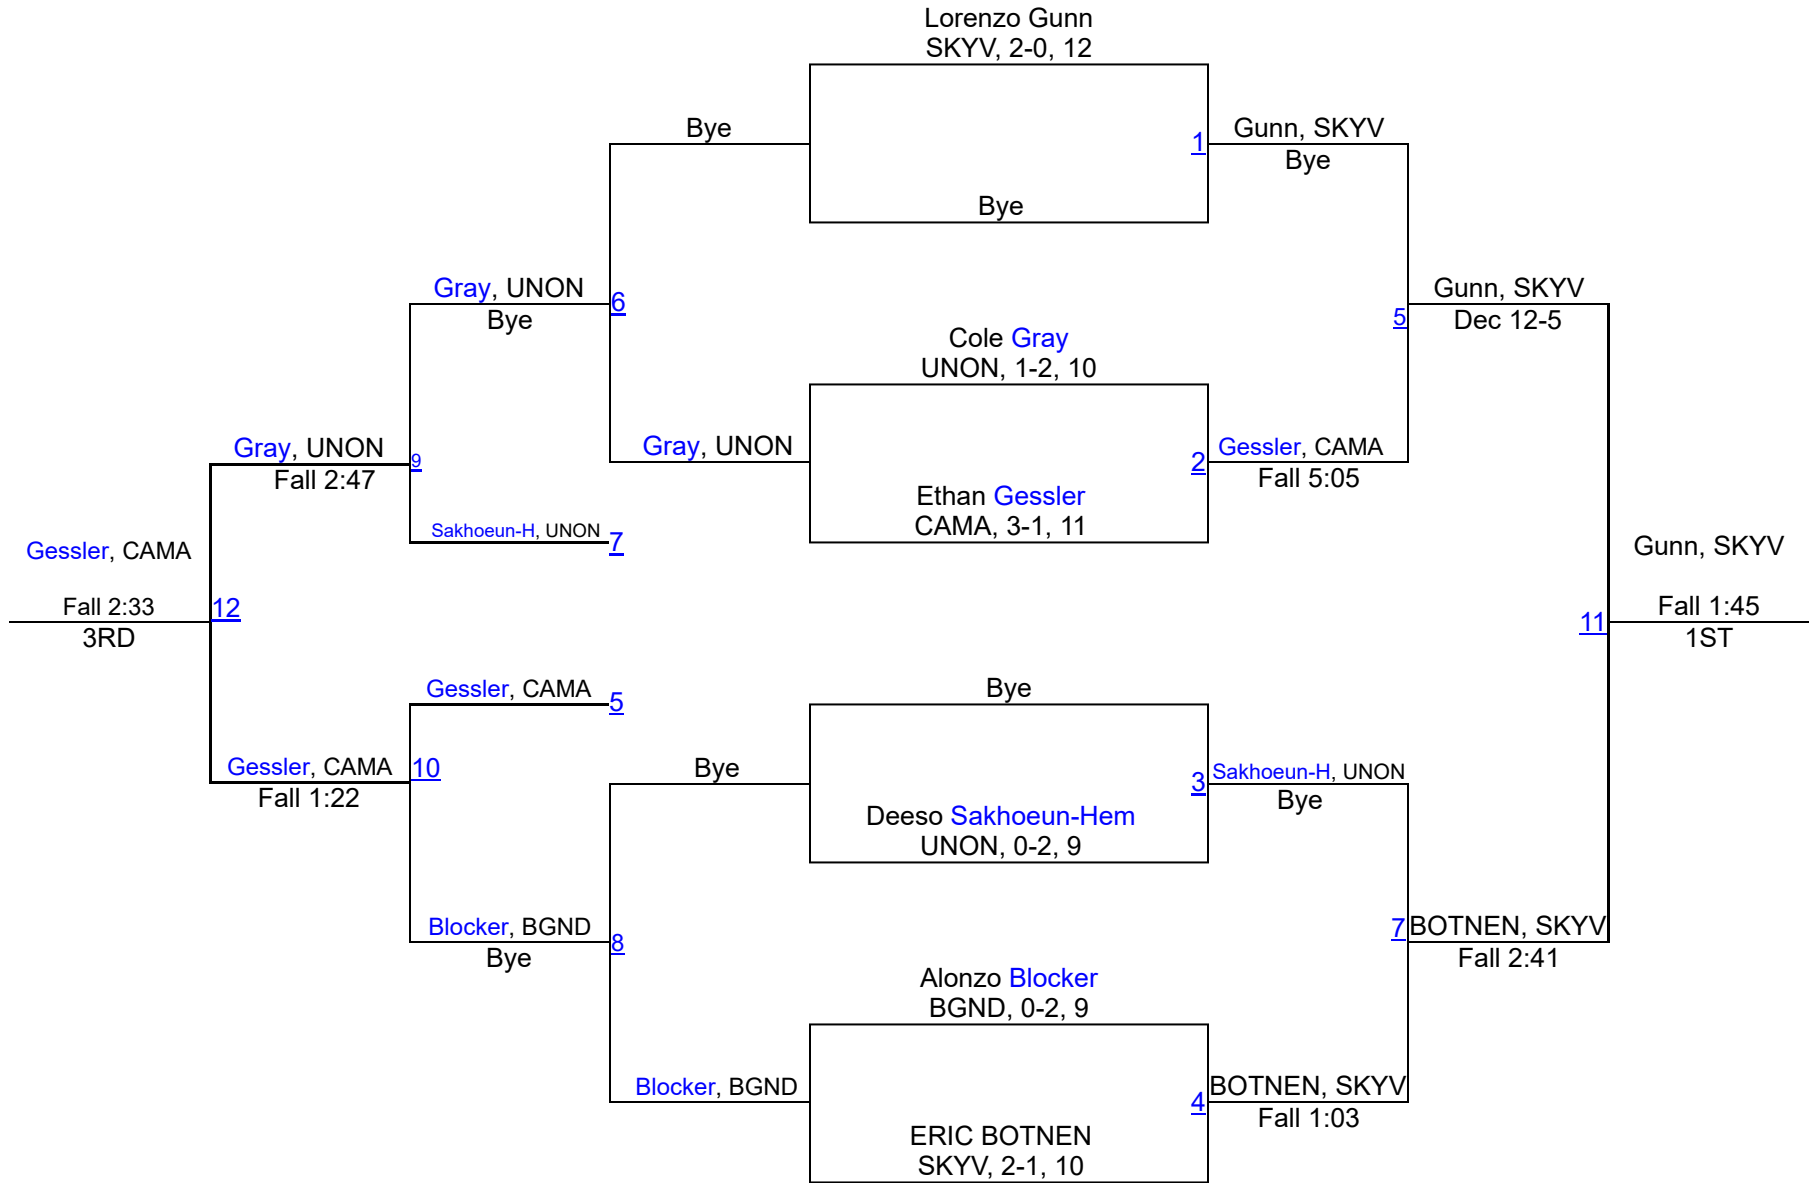 Lorenzo Gunn
SKYV, 2-0, 12
Bye
1
Gunn, SKYV
Bye
Bye
Gray, UNON
Bye
6
Gunn, SKYV
Dec 12-5
5
Cole Gray
UNON, 1-2, 10
Gray, UNON
Fall 2:47
9
Gray, UNON
2
Gessler, CAMA
Fall 5:05
Ethan Gessler
CAMA, 3-1, 11
Sakhoeun-H, UNON
7
Gessler, CAMA
Fall 2:33
3RD
12
Gunn, SKYV
Fall 1:45
1ST
11
Gessler, CAMA
5
Bye
Gessler, CAMA
Fall 1:22
10
Bye
3
Sakhoeun-H, UNON
Bye
Deeso Sakhoeun-Hem
UNON, 0-2, 9
Blocker, BGND
Bye
8
7
BOTNEN, SKYV
Fall 2:41
Alonzo Blocker
BGND, 0-2, 9
Blocker, BGND
4
BOTNEN, SKYV
Fall 1:03
ERIC BOTNEN
SKYV, 2-1, 10